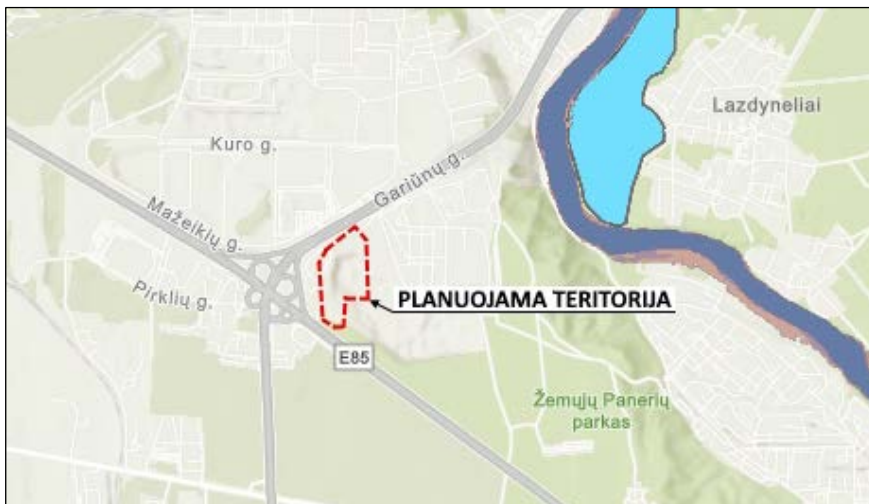 Lazdyneliai
Kuro g.
Gariūnų g.
Mažeikių g.
Pirklių g.
PLANUOJAMA TERITORIJA
E85
Žemųjų Panerių
parkas